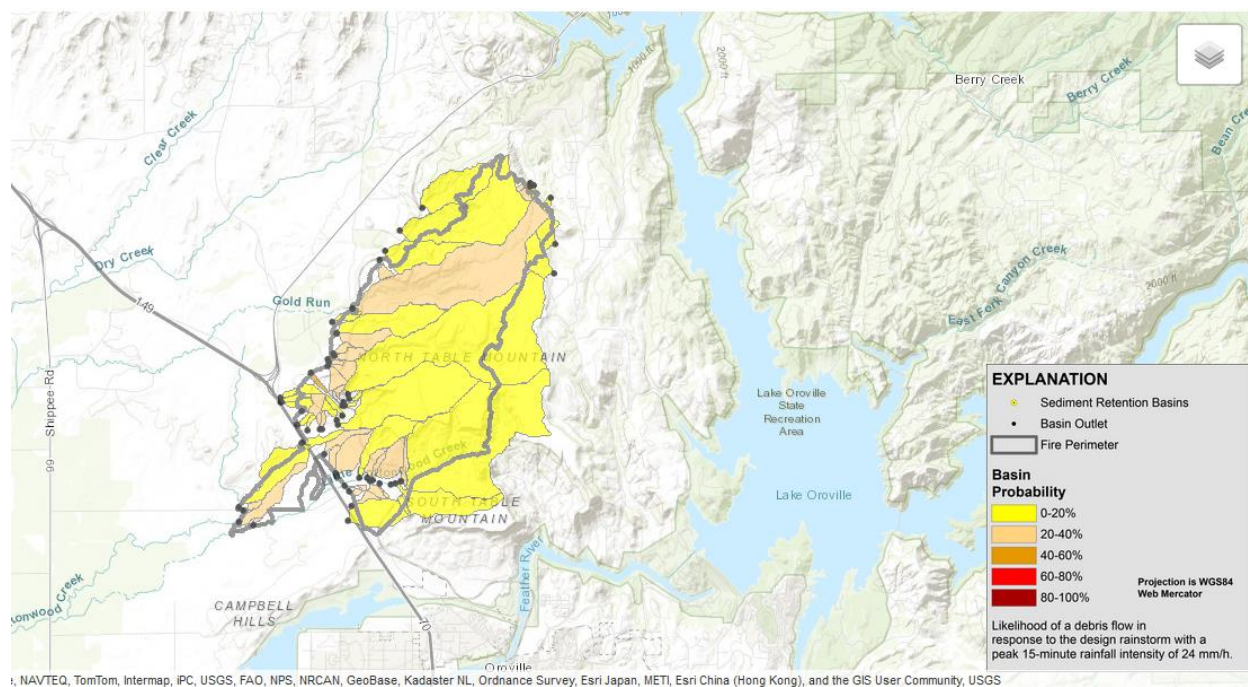 1000 ft
2000 ft
Berry Creek
Berry Creek
Clear Creek
Dry Creek
East Fork Canyon Creek
2000 ft
149
Gold Run
NORTH TABLE MOUNTAIN
Shippee-Rd
99
Lake Oroville
State
Recreation
Area
Lake Oroville
SOUTH TABLE
MOUNTAIN
Feather River
CAMPBELL
HILLS
70
Oroville
EXPLANATION
Sediment Retention Basins
Basin Outlet
Fire Perimeter
Basin
Probability
0-20%
20-40%
40-60%
60-80%
80-100%
Projection is WGS84
Web Mercator
Likelihood of a debris flow in
response to the design rainstorm with a
peak 15-minute rainfall intensity of 24 mm/h.
, NAVTEQ, TomTom, Intermap, iPC, USGS, FAO, NPS, NRCAN, GeoBase, Kadaster NL, Ordnance Survey, Esri Japan, METI, Esri China (Hong Kong), and the GIS User Community, USGS